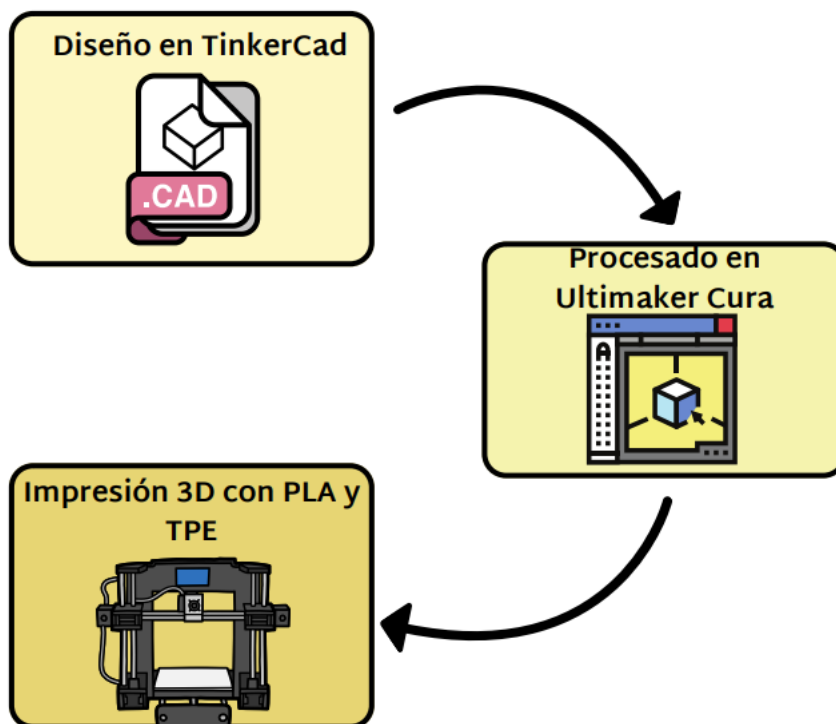 Diseño en TinkerCad
.CAD
Procesado en
Ultimaker Cura
A
Impresión 3D con PLA y
TPE